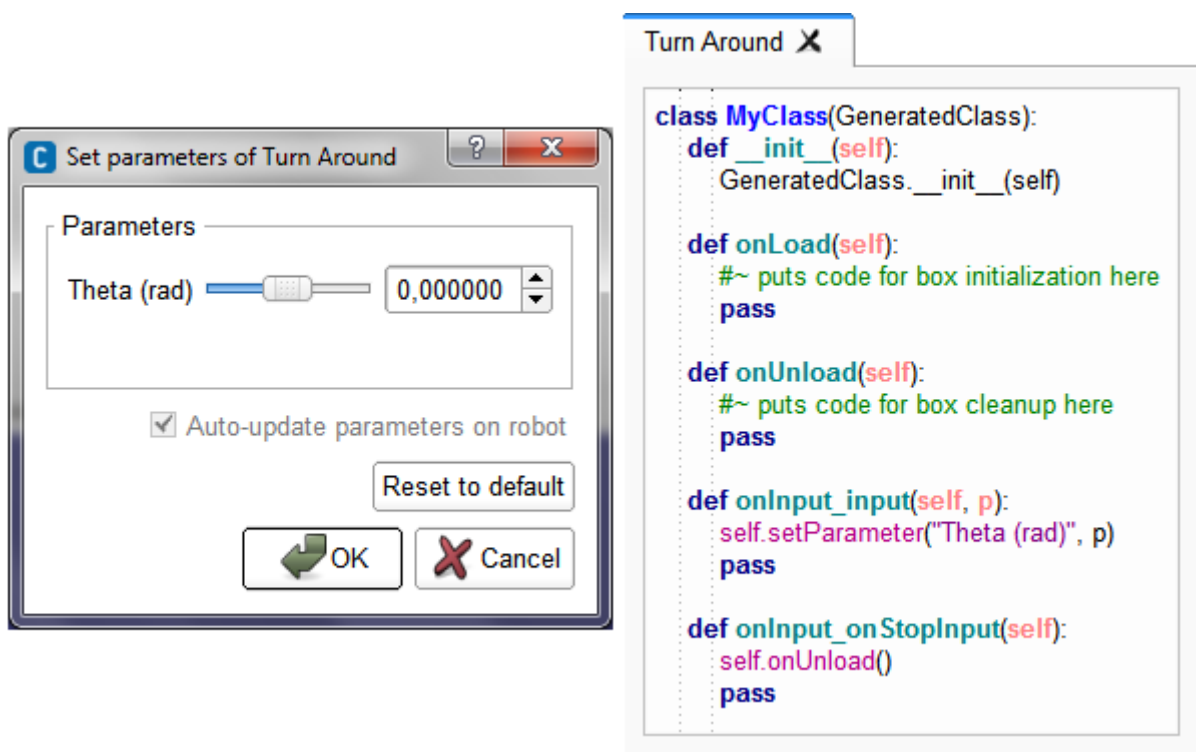 Set parameters of Turn Around
Parameters
Theta (rad) 0,000000
Auto-update parameters on robot
Reset to default
OK Cancel
Turn Around
class MyClass(GeneratedClass):
def __init__(self):
GeneratedClass.__init__(self)
def onLoad(self):
#~ puts code for box initialization here
pass
def onUnload(self):
#~ puts code for box cleanup here
pass
def onInput_input(self, p):
self.setParameter("Theta (rad)", p)
pass
def onInput_onStopInput(self):
self.onUnload()
pass